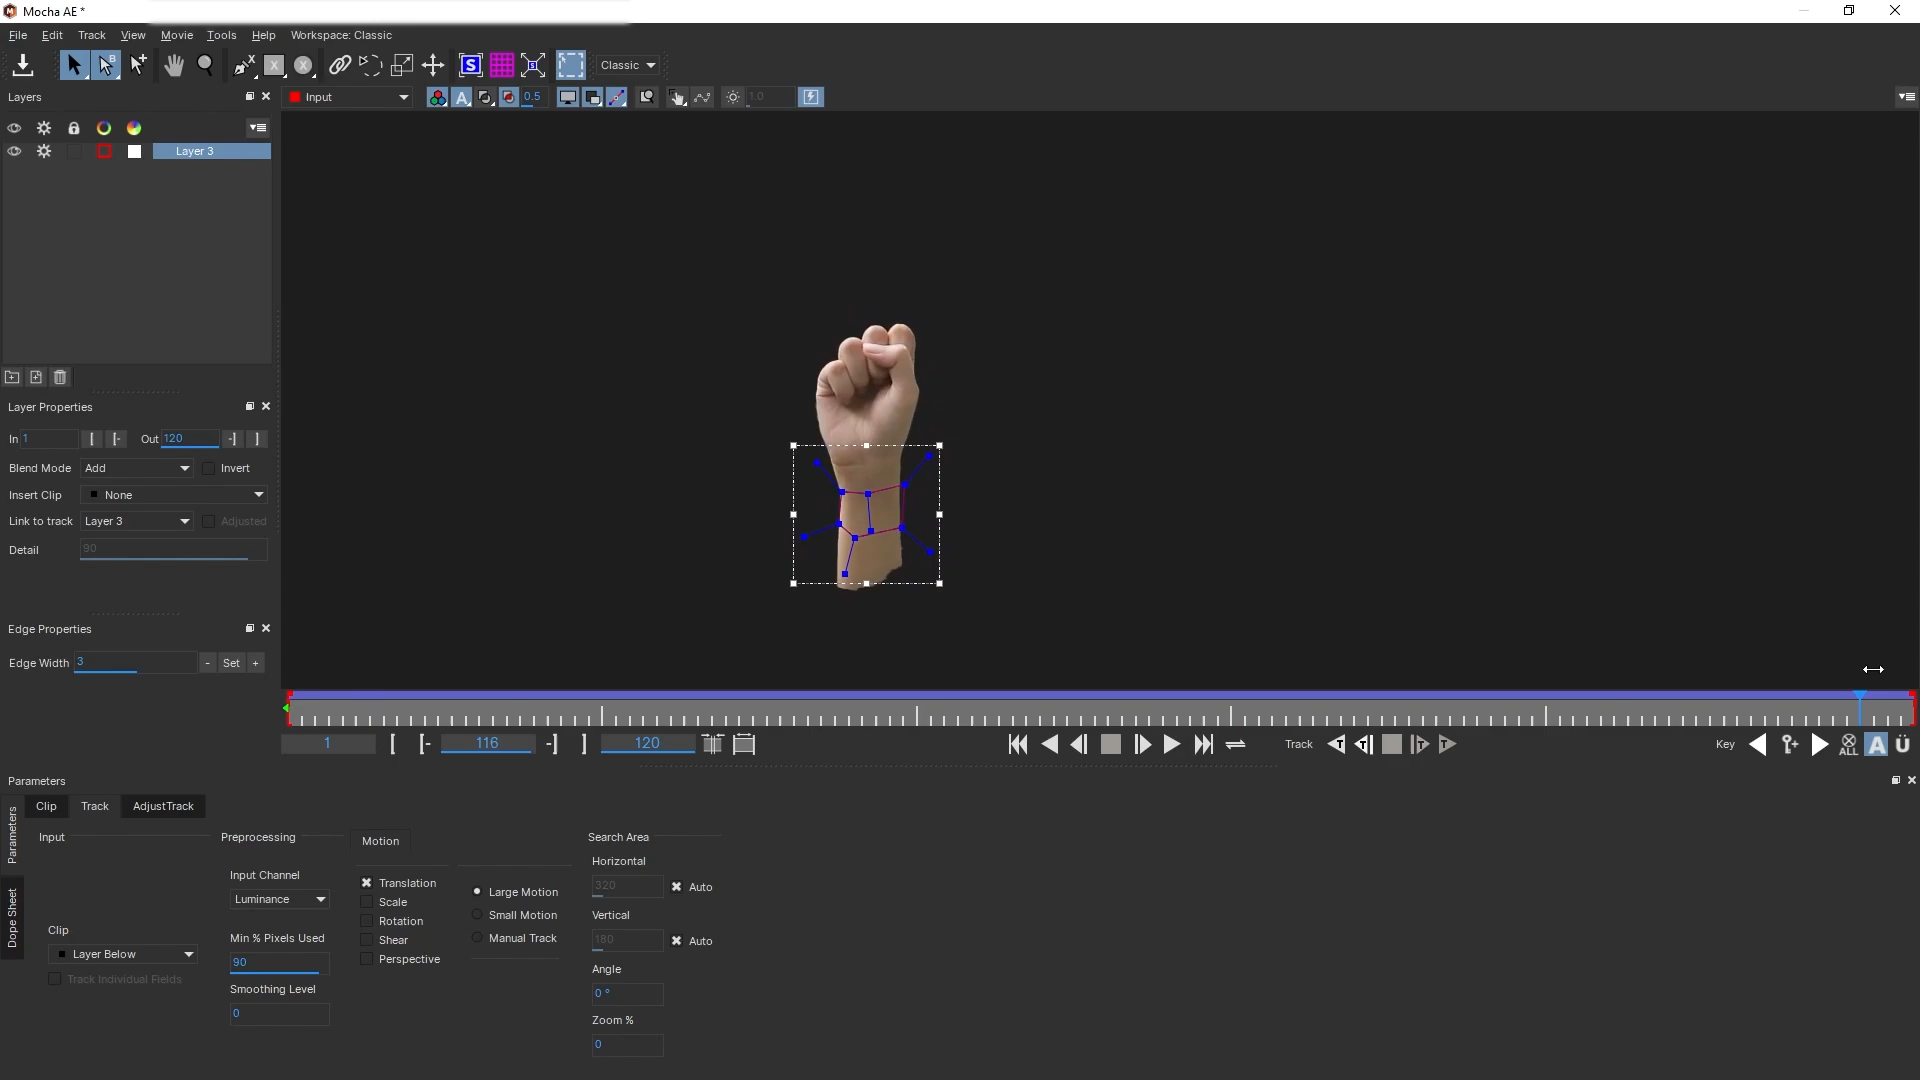 Mocha AE *
File Edit Track View Movie Tools Help Workspace: Classic
Classic
Layers
Input
A
0.5
1.0
Layer 3
Layer Properties
In 1 [ [- Out 120 -] ]
Blend Mode Add Invert
Insert Clip None
Link to track Layer 3 Adjusted
Detail 90
Edge Properties
Edge Width 3 - Set +
1 [ [- 116 -] ] 120 Track Key ALL A Ü
Parameters
Clip Track AdjustTrack
Parameters
Dope Sheet
Input
Clip
Layer Below
Track Individual Fields
Preprocessing
Input Channel
Luminance
Min % Pixels Used
90
Smoothing Level
0
Motion
Translation
Scale
Rotation
Shear
Perspective
Large Motion
Small Motion
Manual Track
Search Area
Horizontal
320 Auto
Vertical
180 Auto
Angle
0 °
Zoom %
0